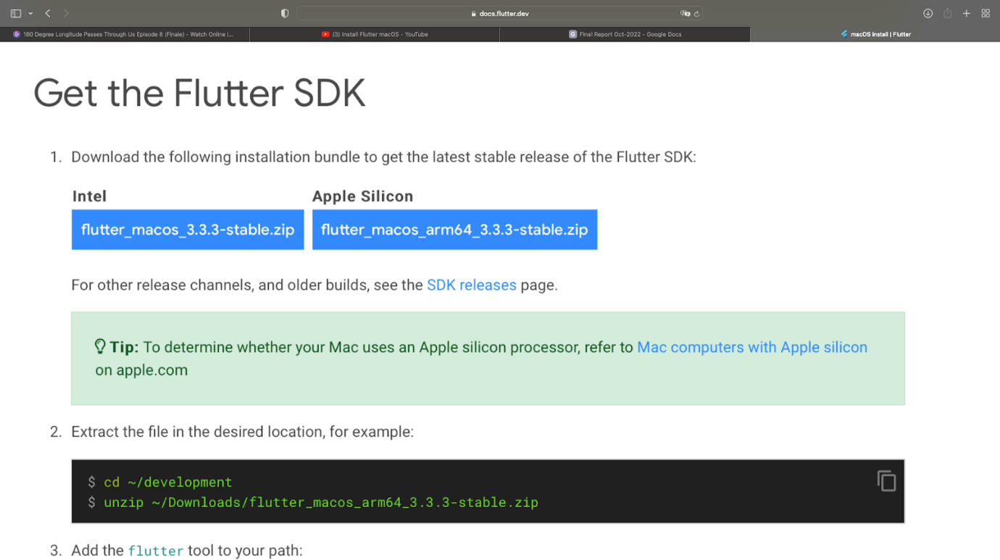 docs.flutter.dev
180 Degree Longitude Passes Through Us Episode 8 (Finale) - Watch Online |...
(3) Install Flutter macOS - YouTube
G Final Report Oct-2022 - Google Docs
macOS install | Flutter
Get the Flutter SDK
1. Download the following installation bundle to get the latest stable release of the Flutter SDK:
Intel
Apple Silicon
flutter_macos_3.3.3-stable.zip
flutter_macos_arm64_3.3.3-stable.zip
For other release channels, and older builds, see the SDK releases page.
Tip: To determine whether your Mac uses an Apple silicon processor, refer to Mac computers with Apple silicon
on apple.com
2. Extract the file in the desired location, for example:
$ cd ~/development
$ unzip ~/Downloads/flutter_macos_arm64_3.3.3-stable.zip
3. Add the flutter tool to your path: